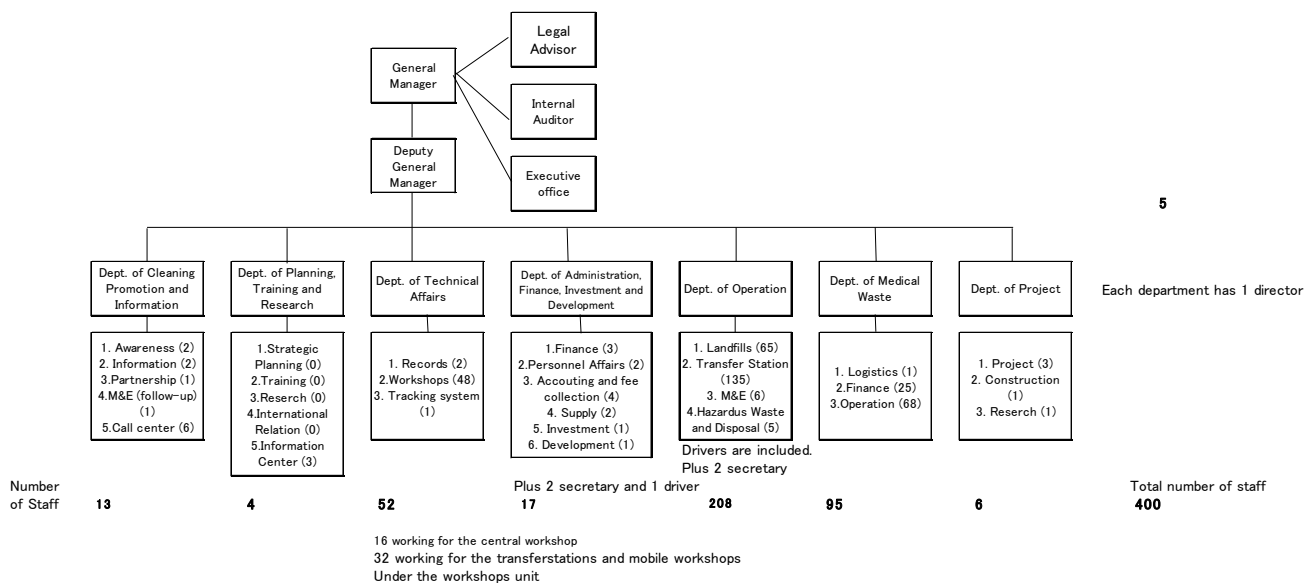 Legal
Advisor
General
Manager
Internal
Auditor
Deputy
General
Manager
Executive
office
5
Dept. of Cleaning
Promotion and
Information
Dept. of Planning,
Training and
Research
Dept. of Technical
Affairs
Dept. of Administration,
Finance, Investment and
Development
Dept. of Operation
Dept. of Medical
Waste
Dept. of Project
Each department has 1 director
1. Awareness (2)
2. Information (2)
3.Partnership (1)
4.M&E (follow-up)
(1)
5.Call center (6)
1.Strategic
Planning (0)
2.Training (0)
3.Reserch (0)
4.International
Relation (0)
5.Information
Center (3)
1. Records (2)
2.Workshops (48)
3. Tracking system
(1)
1.Finance (3)
2.Personnel Affairs (2)
3. Accouting and fee
collection (4)
4. Supply (2)
5. Investment (1)
6. Development (1)
1. Landfills (65)
2. Transfer Station
(135)
3. M&E (6)
4.Hazardus Waste
and Disposal (5)
1. Logistics (1)
2.Finance (25)
3.Operation (68)
1. Project (3)
2. Construction
(1)
3. Reserch (1)
Drivers are included.
Plus 2 secretary
Plus 2 secretary and 1 driver
Number
of Staff
13
4
52
17
208
95
6
Total number of staff
400
16 working for the central workshop
32 working for the transferstations and mobile workshops
Under the workshops unit